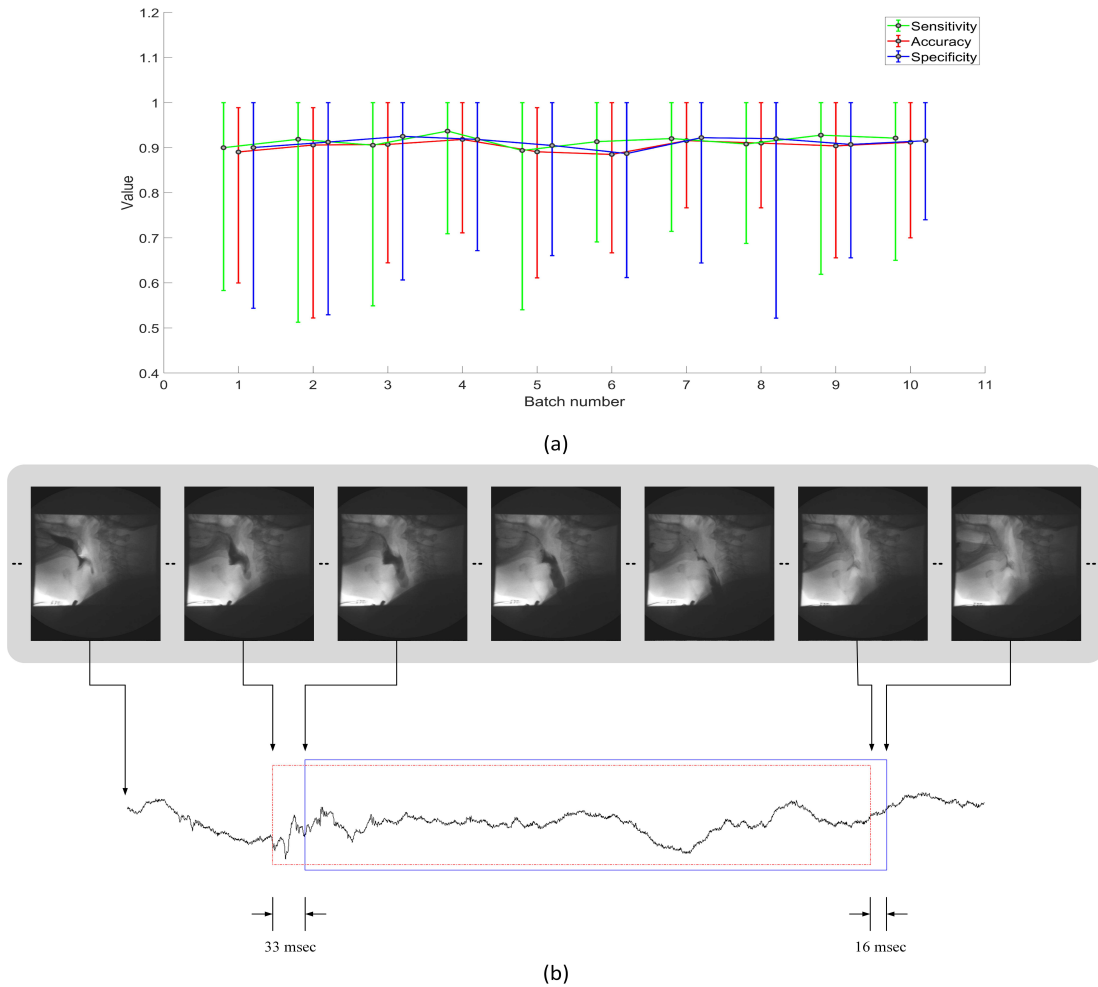 1.2
1.1
1
0.9
0.8
0.7
0.6
0.5
0.4
Value
Sensitivity
Accuracy
Specificity
0 1 2 3 4 5 6 7 8 9 10 11
Batch number
(a)
-- -- -- -- -- -- -- --
33 msec 16 msec
(b)